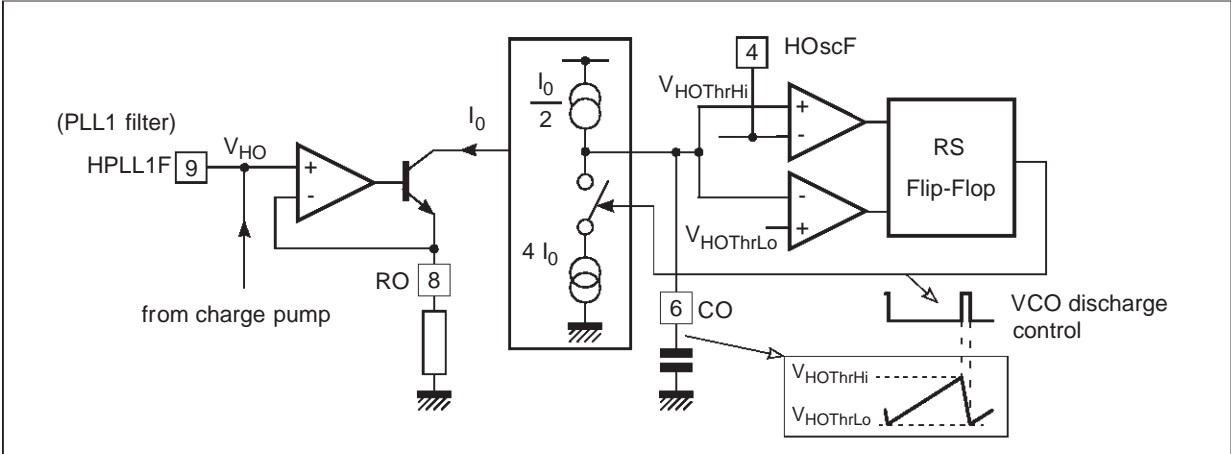 (PLL1 filter)
HPLL1F 9
V_HO
+
-
from charge pump
RO 8
I_0
I_0
2
4 I_0
4 HOscF
V_HOThrHi
+
-
-
+
V_HOThrLo
RS
Flip-Flop
6 CO
VCO discharge
control
V_HOThrHi
V_HOThrLo